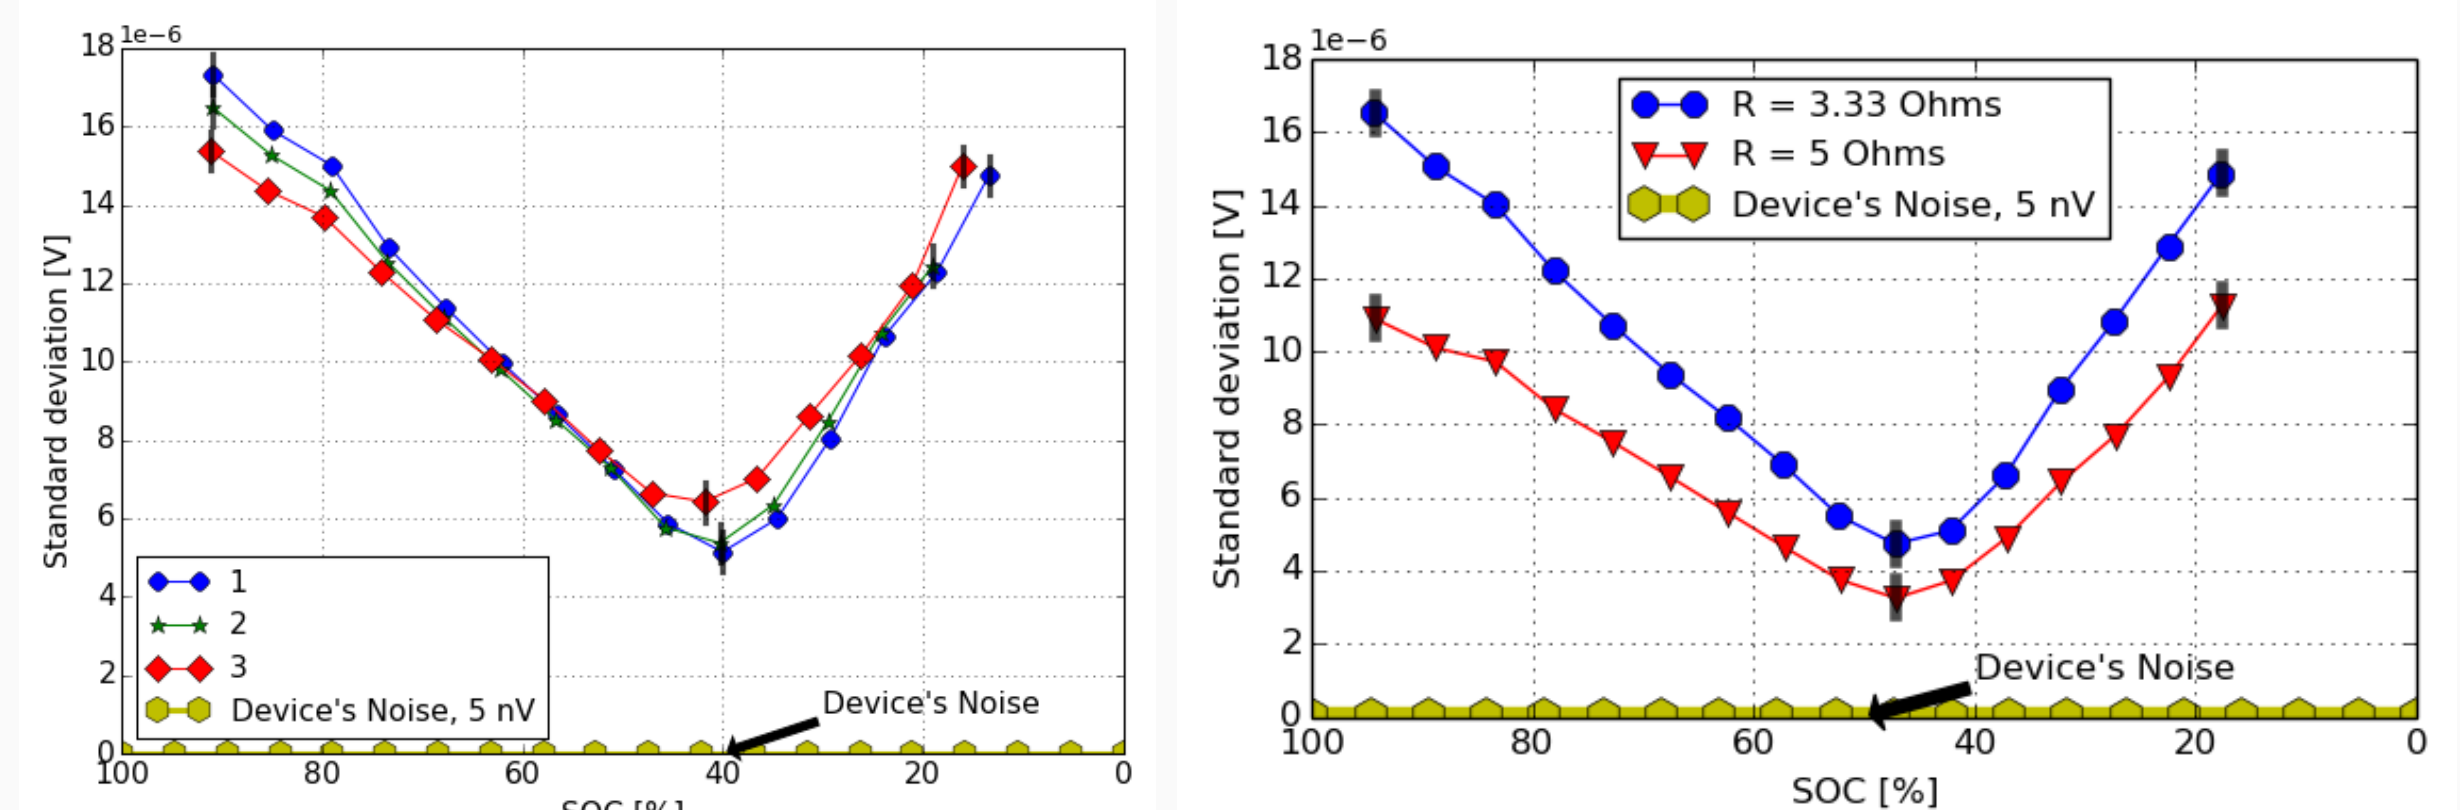 1e−6
18
16
14
12
10
8
6
4
2
0
Standard deviation [V]
1
2
3
Device's Noise, 5 nV
Device's Noise
100 80 60 40 20 0
SOC [%]
1e−6
18
16
14
12
10
8
6
4
2
0
Standard deviation [V]
R = 3.33 Ohms
R = 5 Ohms
Device's Noise, 5 nV
Device's Noise
100 80 60 40 20 0
SOC [%]